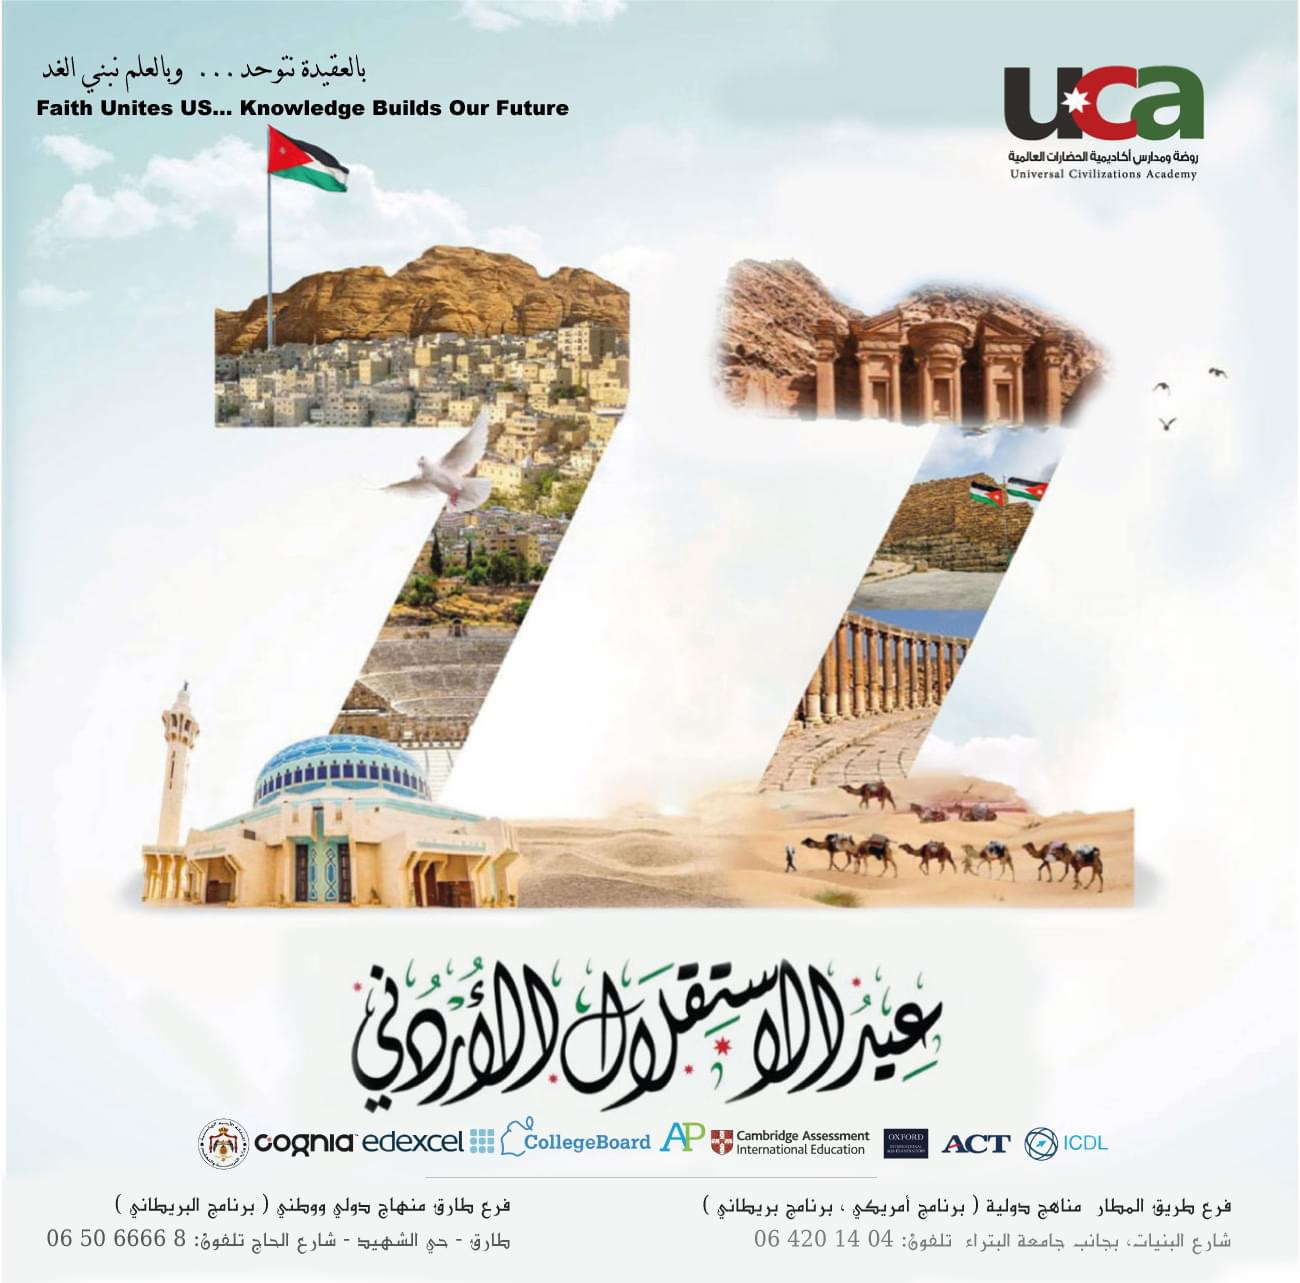 بالعقيدة نتوحد ... وبالعلم نبني الغد
Faith Unites US... Knowledge Builds Our Future
uca
روضة ومدارس أكاديمية الحضارات العالمية
Universal Civilizations Academy
77
عيد الاستقلال الأردني
cognia edexcel CollegeBoard AP Cambridge Assessment International Education OXFORD INTERNATIONAL AQA EXAMINATIONS ACT ICDL
فرع طريق المطار مناهج دولية ( برنامج أمريكي ، برنامج بريطاني )
شارع البنيات، بجانب جامعة البتراء تلفون: 06 420 14 04
فرع طارق منهاج دولي ووطني ( برنامج البريطاني )
طارق - حي الشهيد - شارع الحاج تلفون: 06 50 6666 8